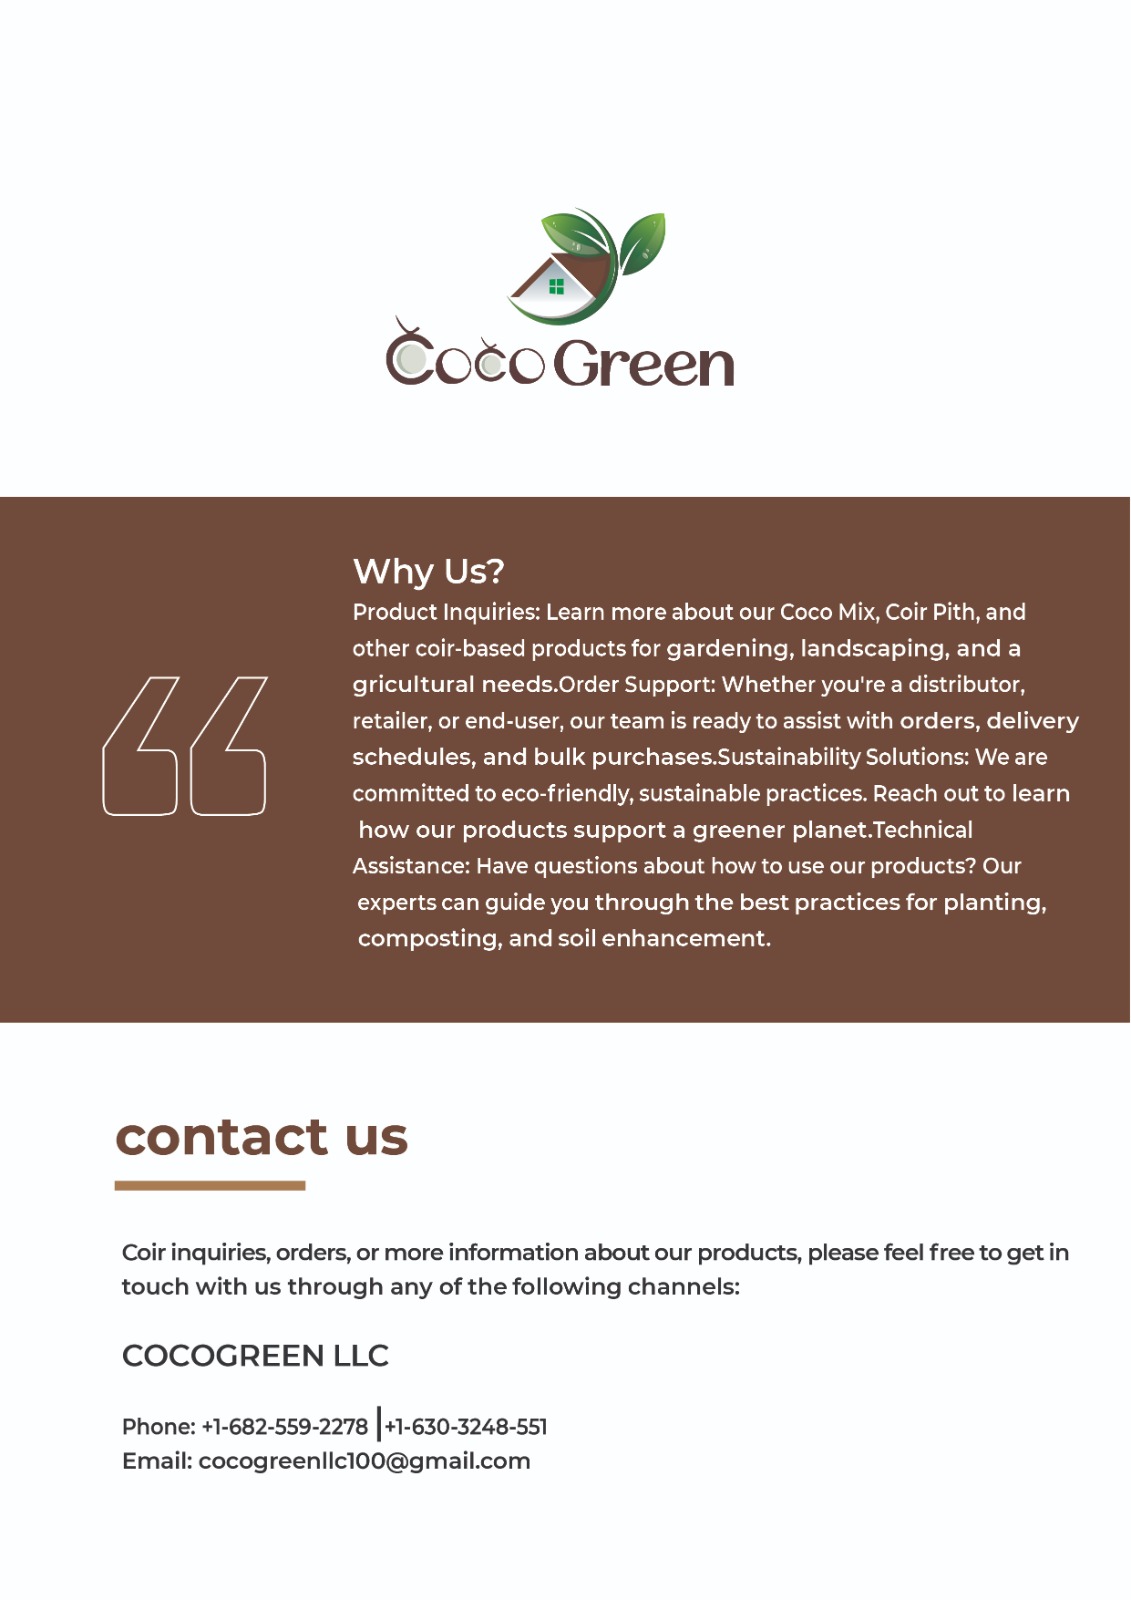 Coco Green
Why Us?
Product Inquiries: Learn more about our Coco Mix, Coir Pith, and
other coir-based products for gardening, landscaping, and a
gricultural needs.Order Support: Whether you're a distributor,
retailer, or end-user, our team is ready to assist with orders, delivery
schedules, and bulk purchases.Sustainability Solutions: We are
committed to eco-friendly, sustainable practices. Reach out to learn
how our products support a greener planet.Technical
Assistance: Have questions about how to use our products? Our
experts can guide you through the best practices for planting,
composting, and soil enhancement.
contact us
Coir inquiries, orders, or more information about our products, please feel free to get in
touch with us through any of the following channels:
COCOGREEN LLC
Phone: +1-682-559-2278 |+1-630-3248-551
Email: cocogreenllc100@gmail.com